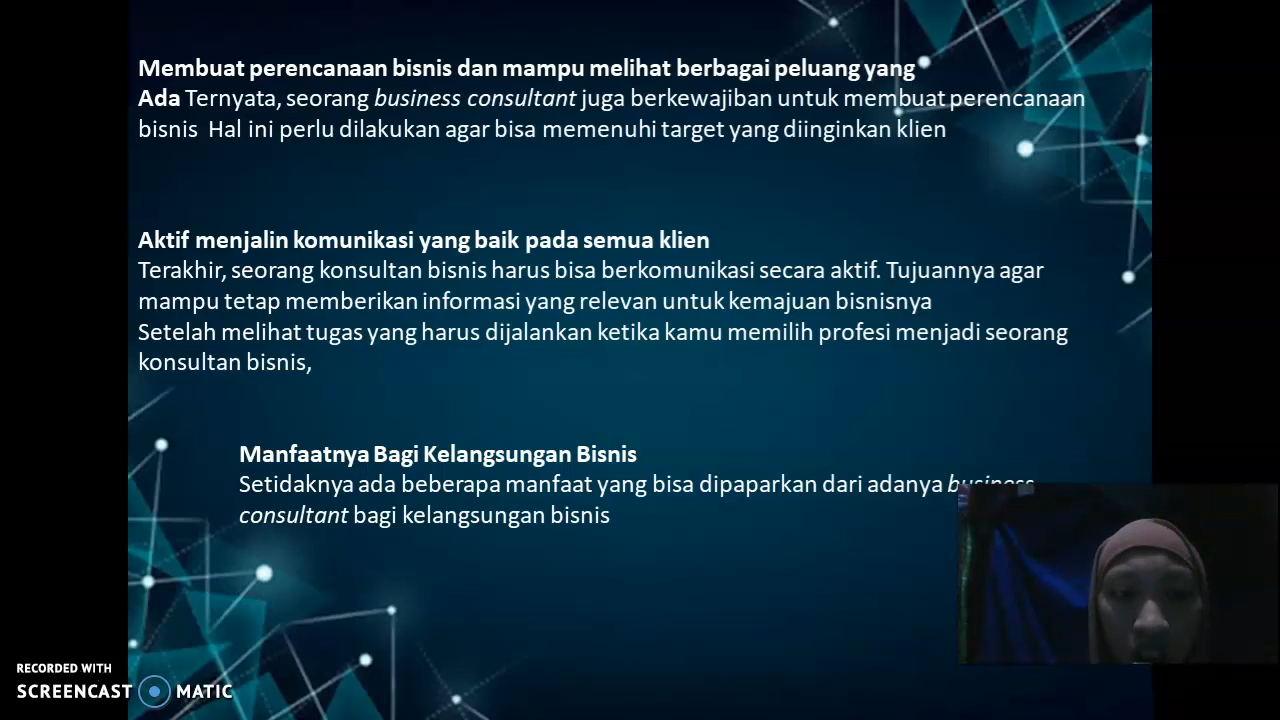 Membuat perencanaan bisnis dan mampu melihat berbagai peluang yang
Ada Ternyata, seorang business consultant juga berkewajiban untuk membuat perencanaan
bisnis  Hal ini perlu dilakukan agar bisa memenuhi target yang diinginkan klien
Aktif menjalin komunikasi yang baik pada semua klien
Terakhir, seorang konsultan bisnis harus bisa berkomunikasi secara aktif. Tujuannya agar
mampu tetap memberikan informasi yang relevan untuk kemajuan bisnisnya
Setelah melihat tugas yang harus dijalankan ketika kamu memilih profesi menjadi seorang
konsultan bisnis,
Manfaatnya Bagi Kelangsungan Bisnis
Setidaknya ada beberapa manfaat yang bisa dipaparkan dari adanya business
consultant bagi kelangsungan bisnis
RECORDED WITH
SCREENCAST MATIC